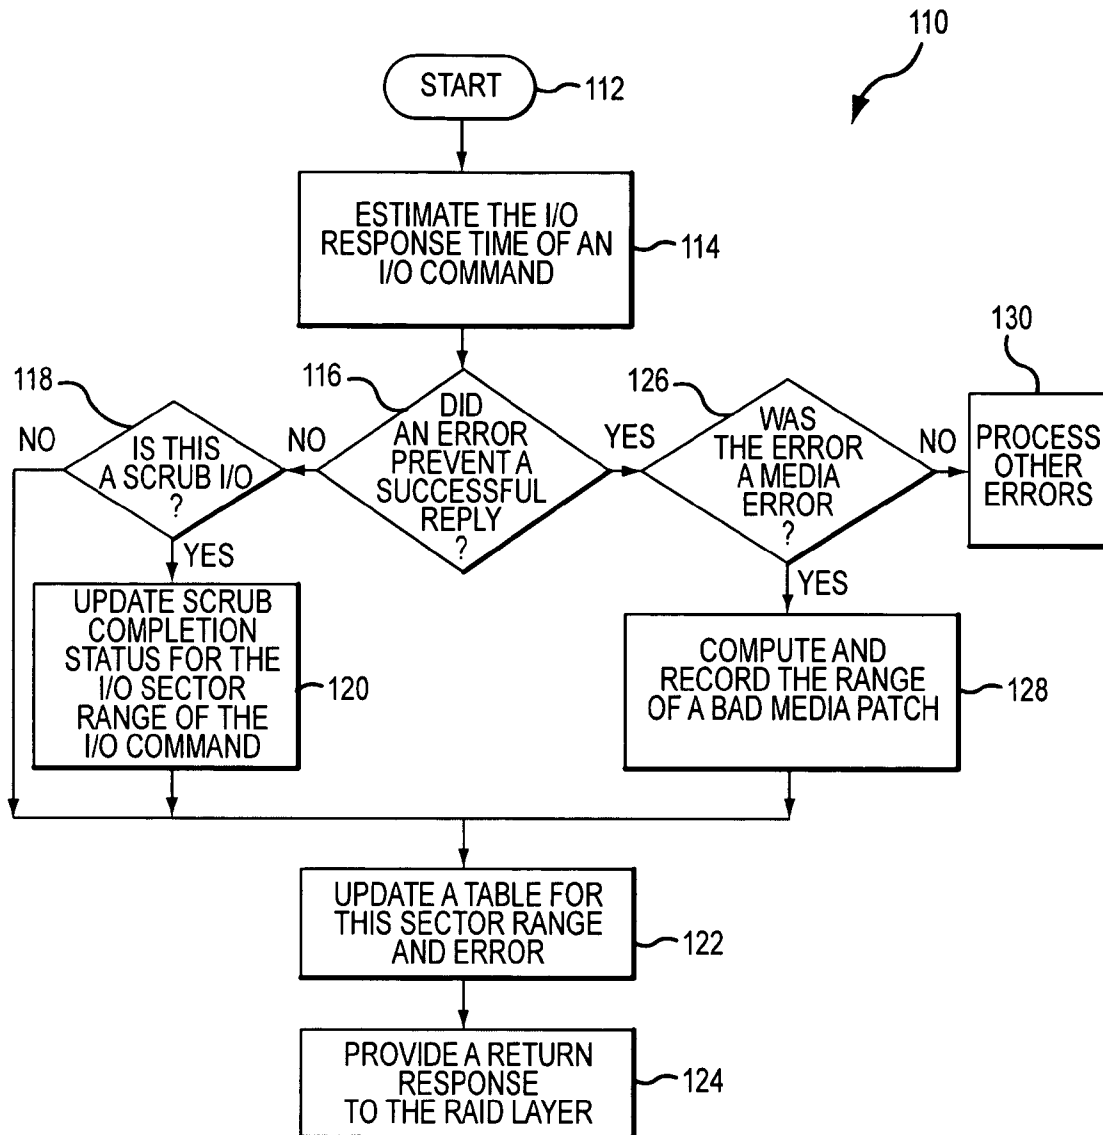 110
START
112
ESTIMATE THE I/O
RESPONSE TIME OF AN
I/O COMMAND
114
118
NO
IS THIS
A SCRUB I/O
?
NO
116
DID
AN ERROR
PREVENT A
SUCCESSFUL
REPLY
?
YES
126
WAS
THE ERROR
A MEDIA
ERROR
?
NO
130
PROCESS
OTHER
ERRORS
YES
UPDATE SCRUB
COMPLETION
STATUS FOR THE
I/O SECTOR
RANGE OF THE
I/O COMMAND
120
YES
COMPUTE AND
RECORD THE RANGE
OF A BAD MEDIA PATCH
128
UPDATE A TABLE FOR
THIS SECTOR RANGE
AND ERROR
122
PROVIDE A RETURN
RESPONSE
TO THE RAID LAYER
124